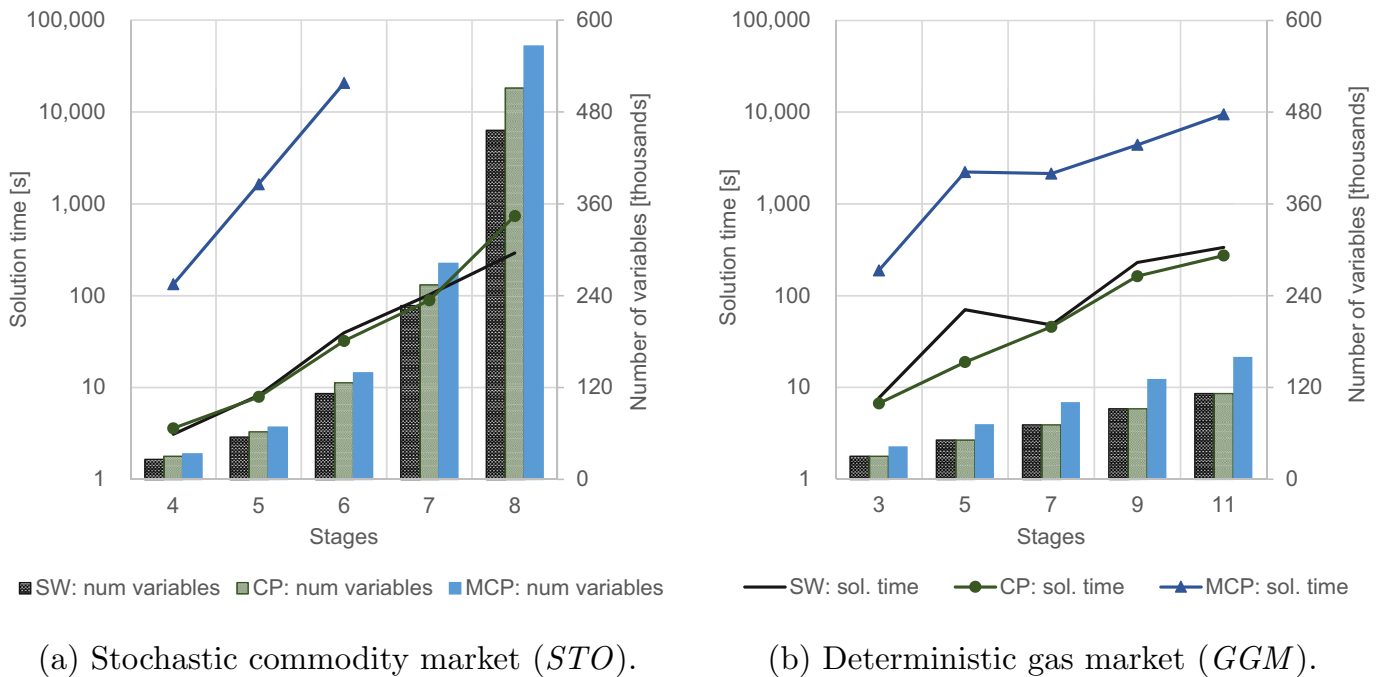 100,000
10,000
1,000
100
10
1
Solution time [s]
600
480
360
240
120
0
Number of variables [thousands]
4 5 6 7 8
Stages
100,000
10,000
1,000
100
10
1
Solution time [s]
600
480
360
240
120
0
Number of variables [thousands]
3 5 7 9 11
Stages
SW: num variables CP: num variables MCP: num variables
SW: sol. time CP: sol. time MCP: sol. time
(a) Stochastic commodity market (STO).
(b) Deterministic gas market (GGM).